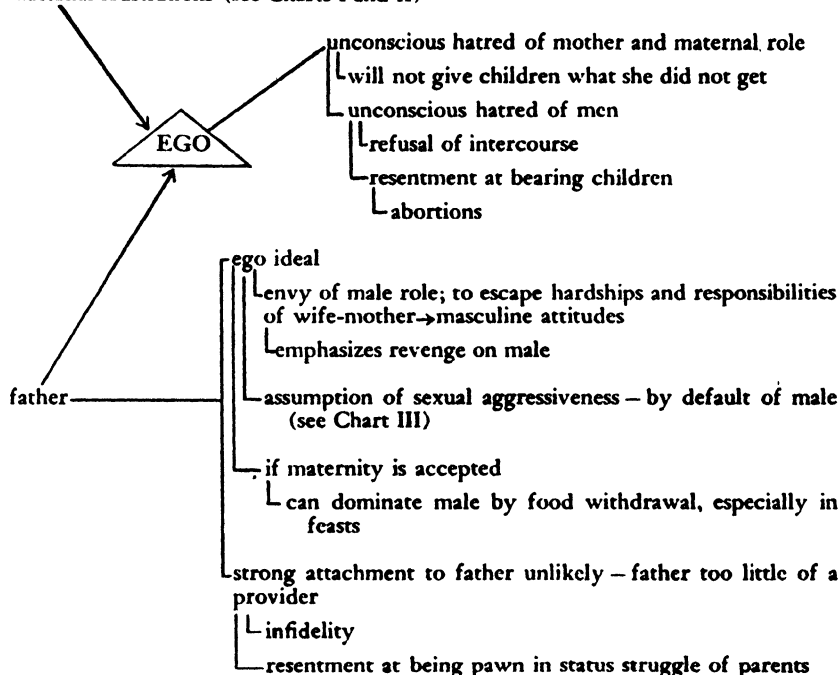 (see Charts I and II)
unconscious hatred of mother and maternal role
will not give children what she did not get
unconscious hatred of men
EGO
refusal of intercourse
resentment at bearing children
abortions
ego ideal
envy of male role; to escape hardships and responsibilities
of wife-mother→masculine attitudes
emphasizes revenge on male
father
assumption of sexual aggressiveness – by default of male
(see Chart III)
if maternity is accepted
can dominate male by food withdrawal, especially in
feasts
strong attachment to father unlikely – father too little of a
provider
infidelity
resentment at being pawn in status struggle of parents